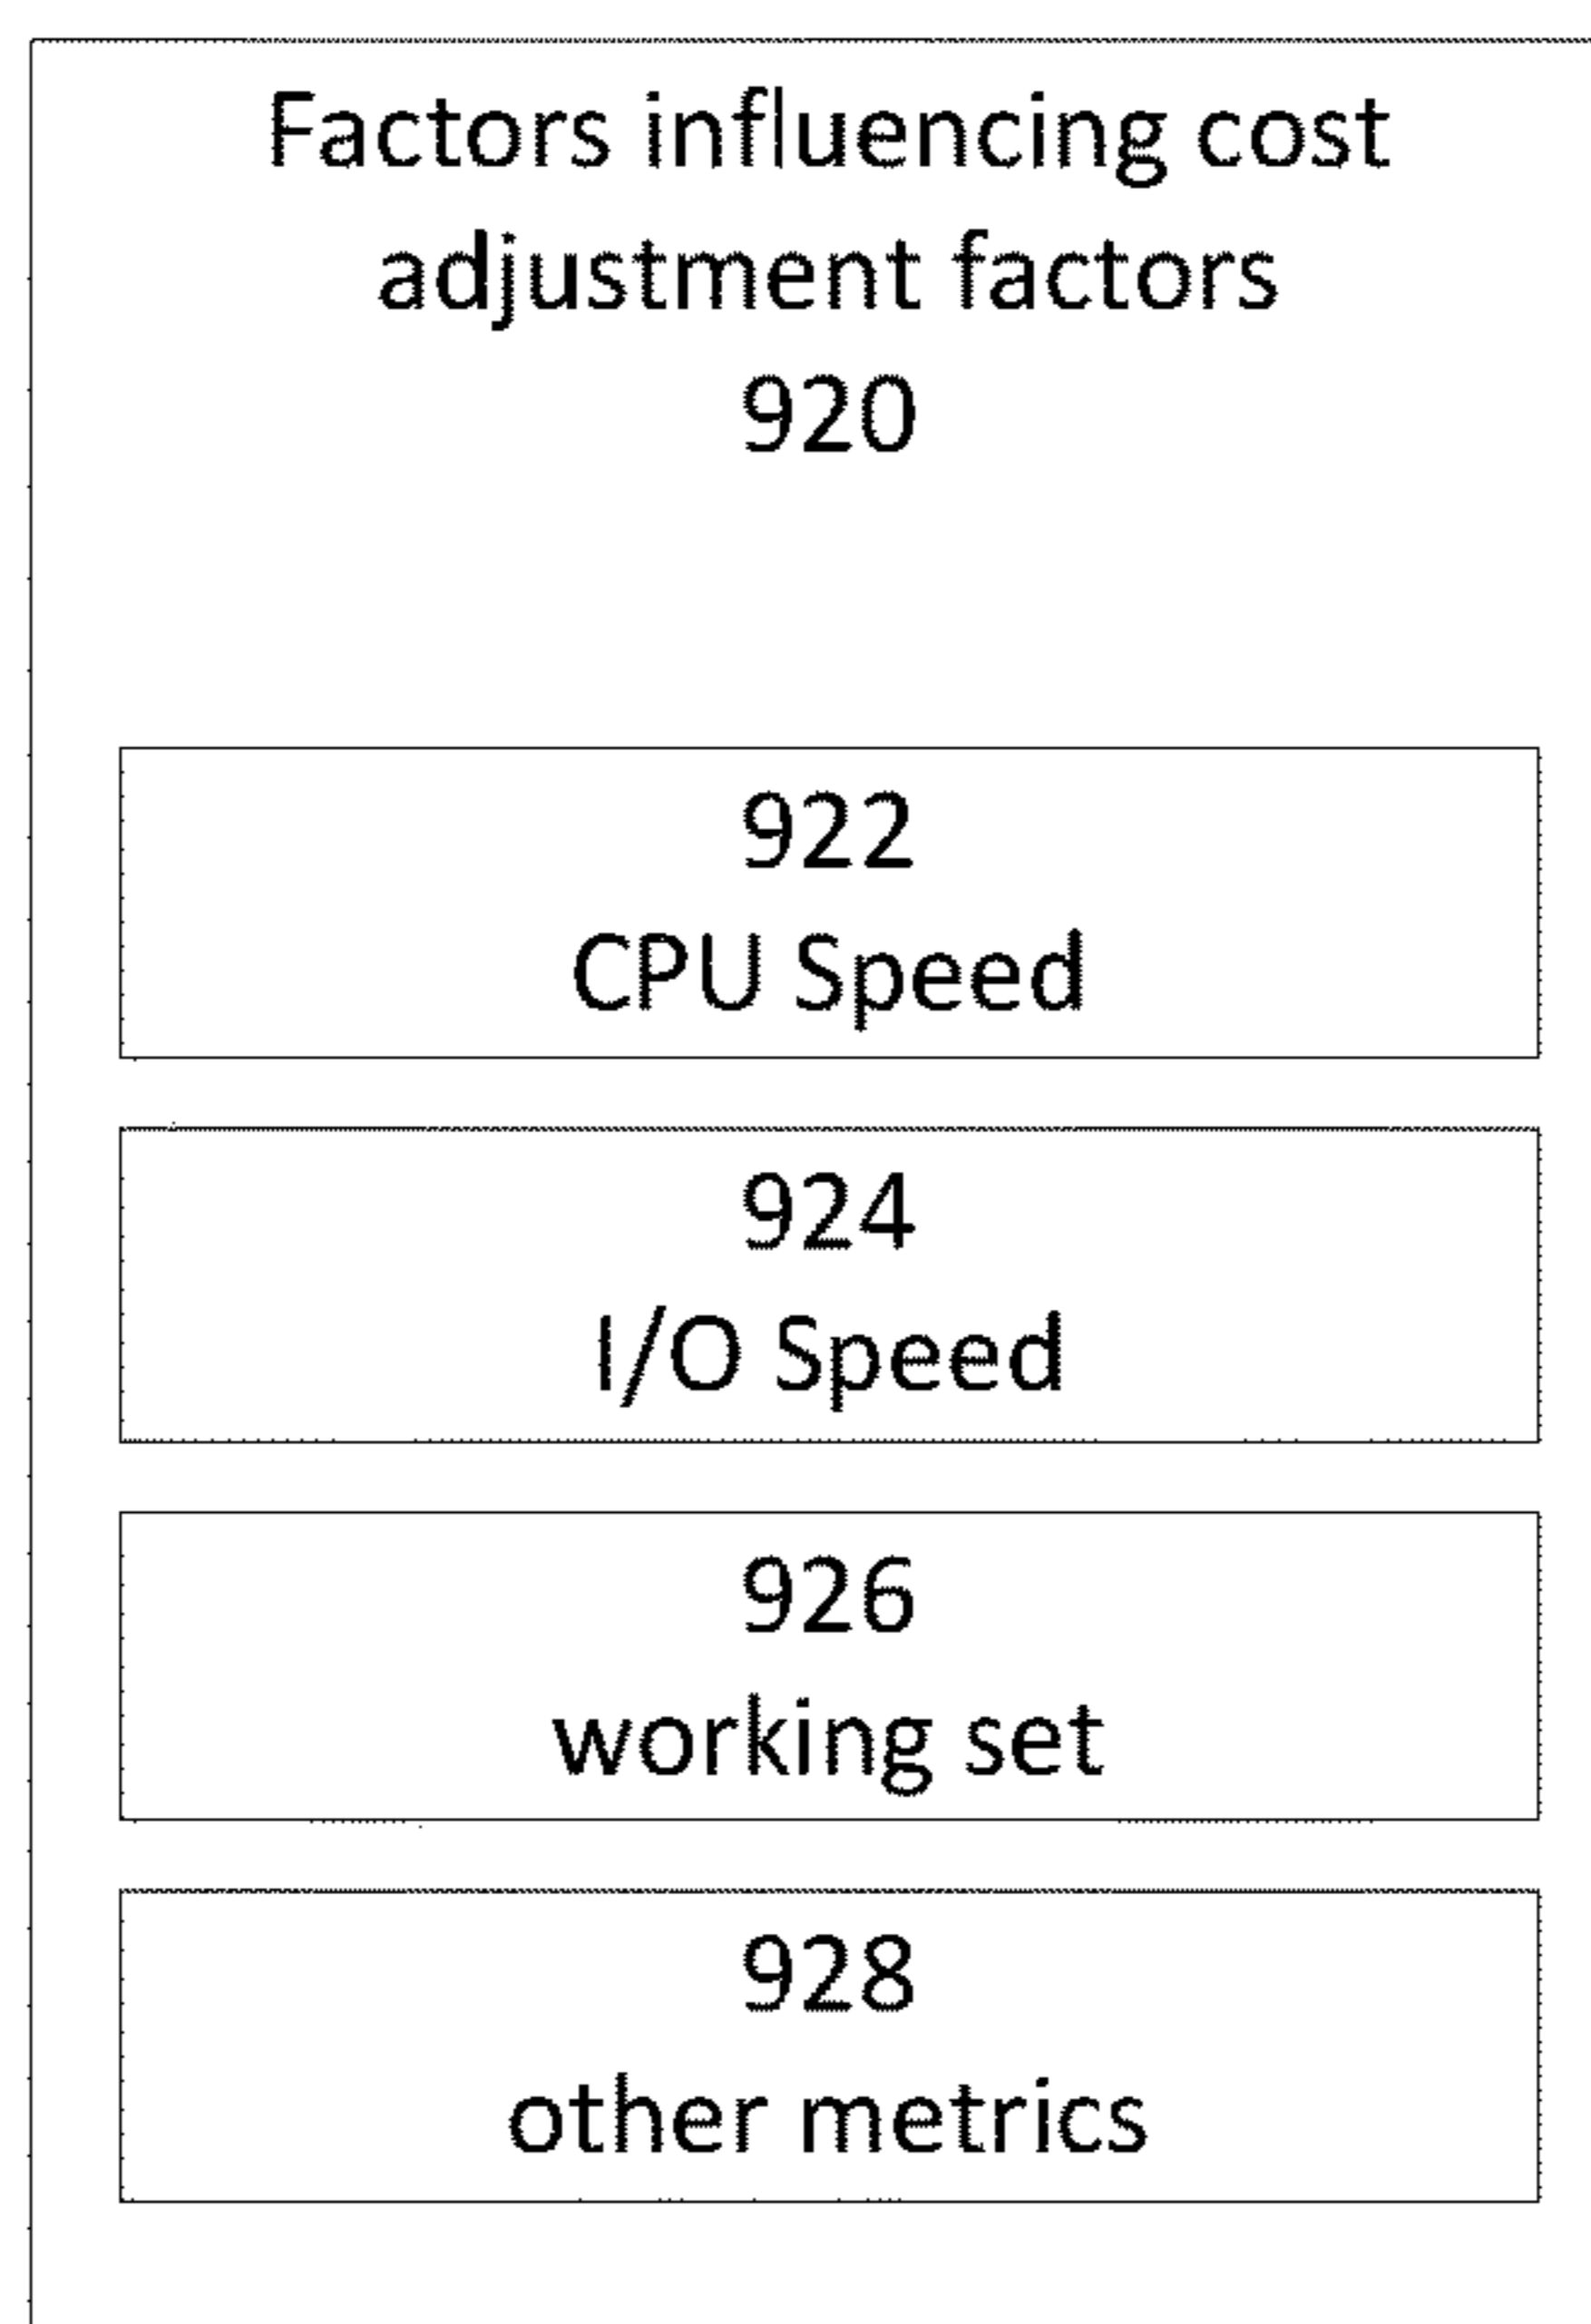 Factors influencing cost
adjustment factors
920
922
CPU Speed
924
I/O Speed
926
working set
928
other metrics